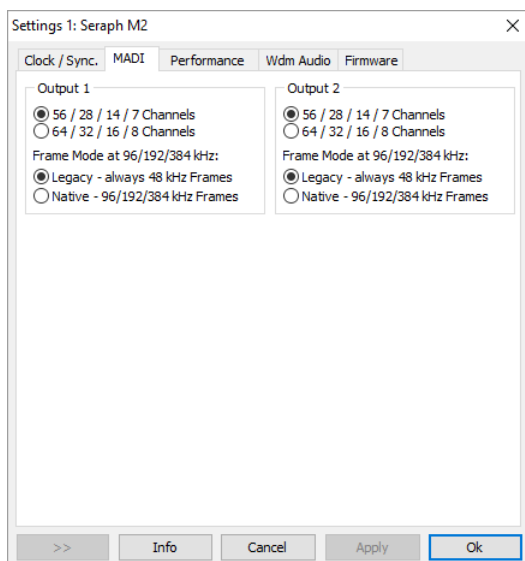 Settings 1: Seraph M2
Clock / Sync. MADI Performance Wdm Audio Firmware
Output 1
56 / 28 / 14 / 7 Channels
64 / 32 / 16 / 8 Channels
Frame Mode at 96/192/384 kHz:
Legacy - always 48 kHz Frames
Native - 96/192/384 kHz Frames
Output 2
56 / 28 / 14 / 7 Channels
64 / 32 / 16 / 8 Channels
Frame Mode at 96/192/384 kHz:
Legacy - always 48 kHz Frames
Native - 96/192/384 kHz Frames
>> Info Cancel Apply Ok